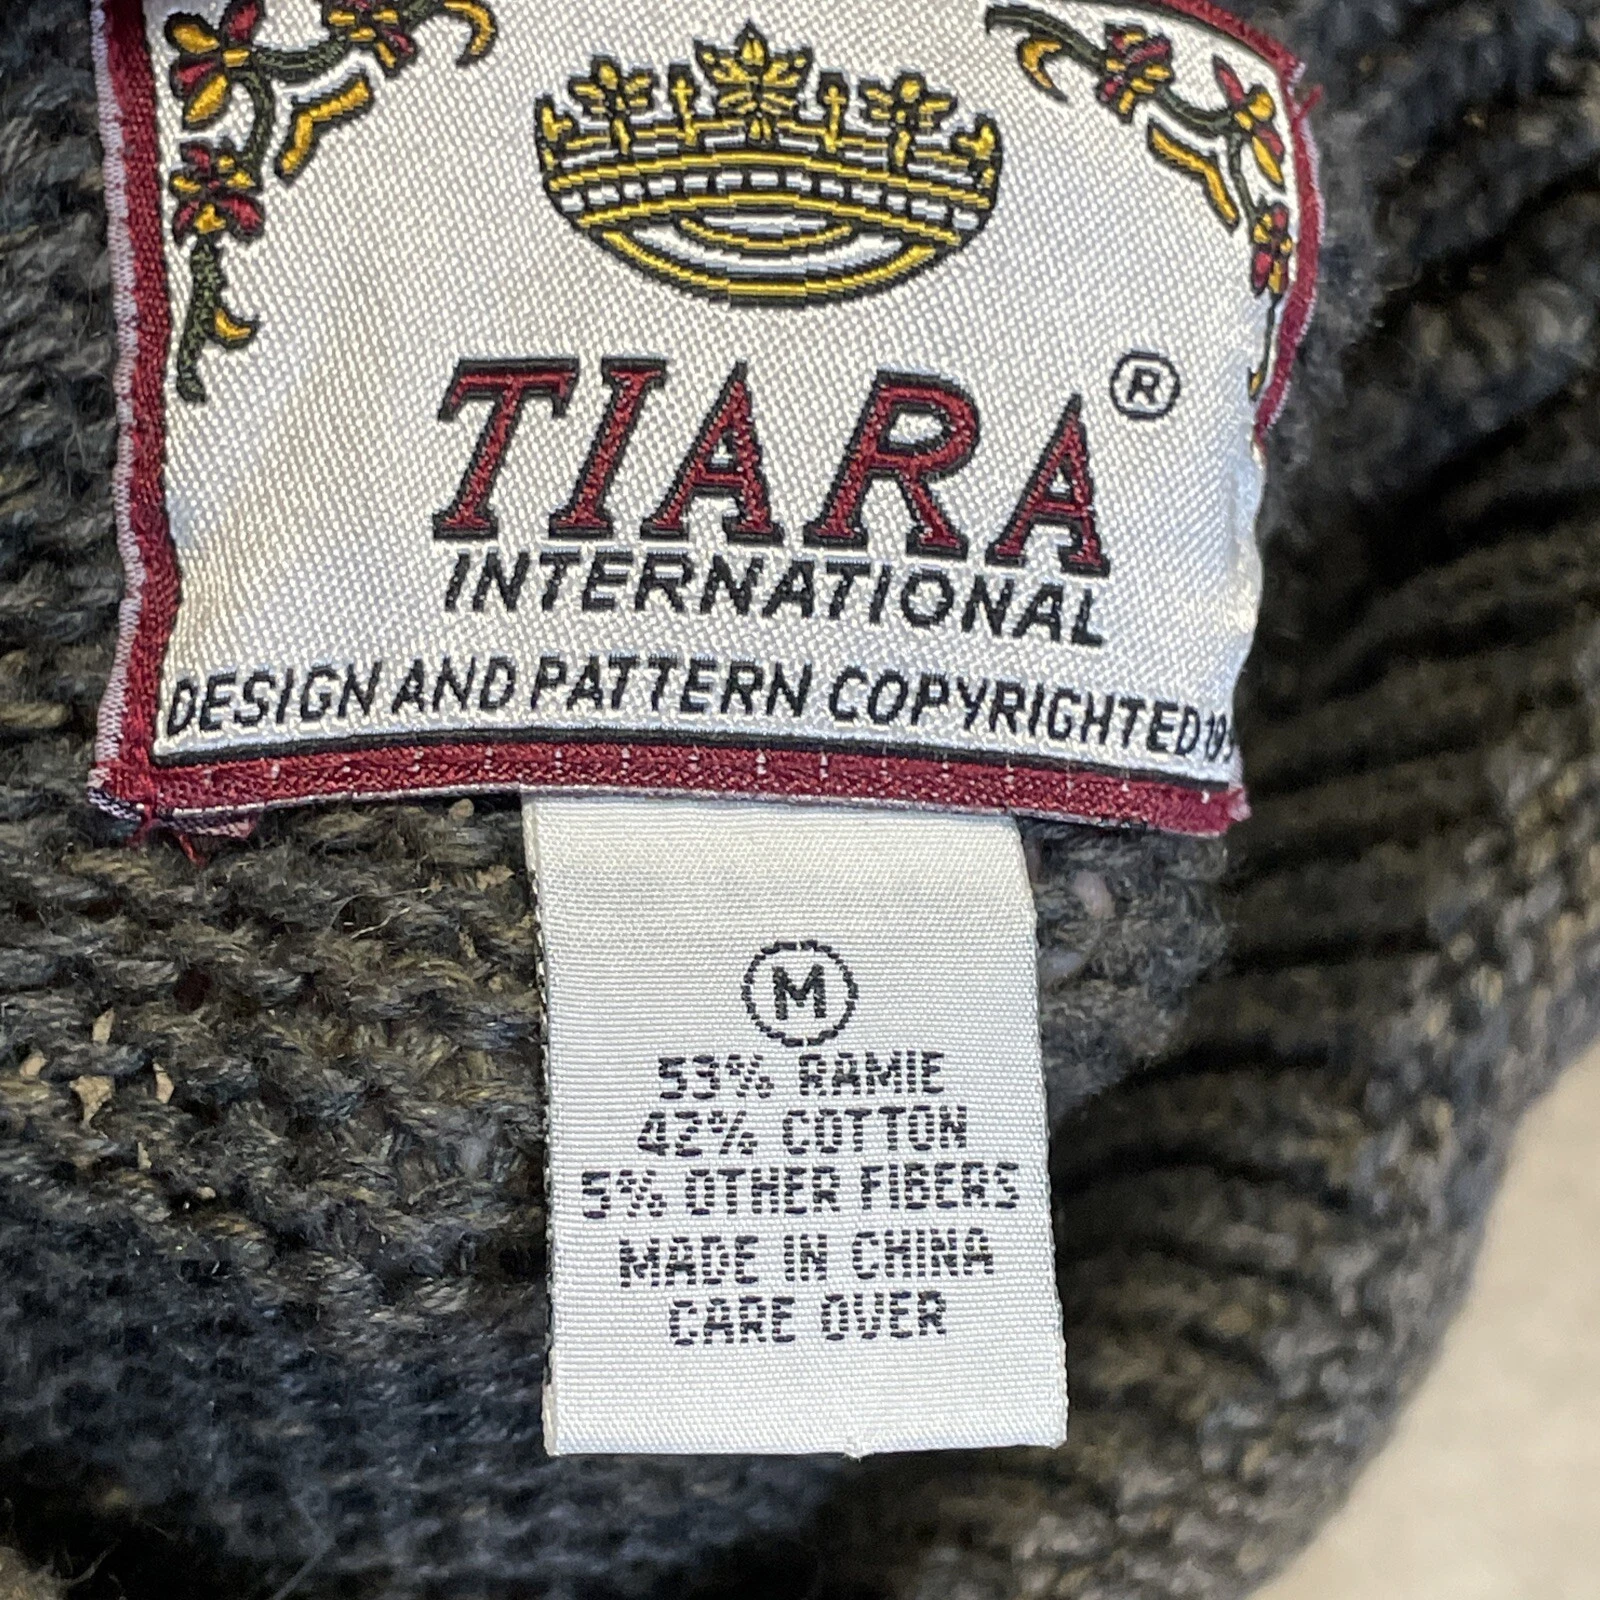 TIARA®
INTERNATIONAL
DESIGN AND PATTERN COPYRIGHTED
M
53% RAMIE
42% COTTON
5% OTHER FIBERS
MADE IN CHINA
CARE OVER